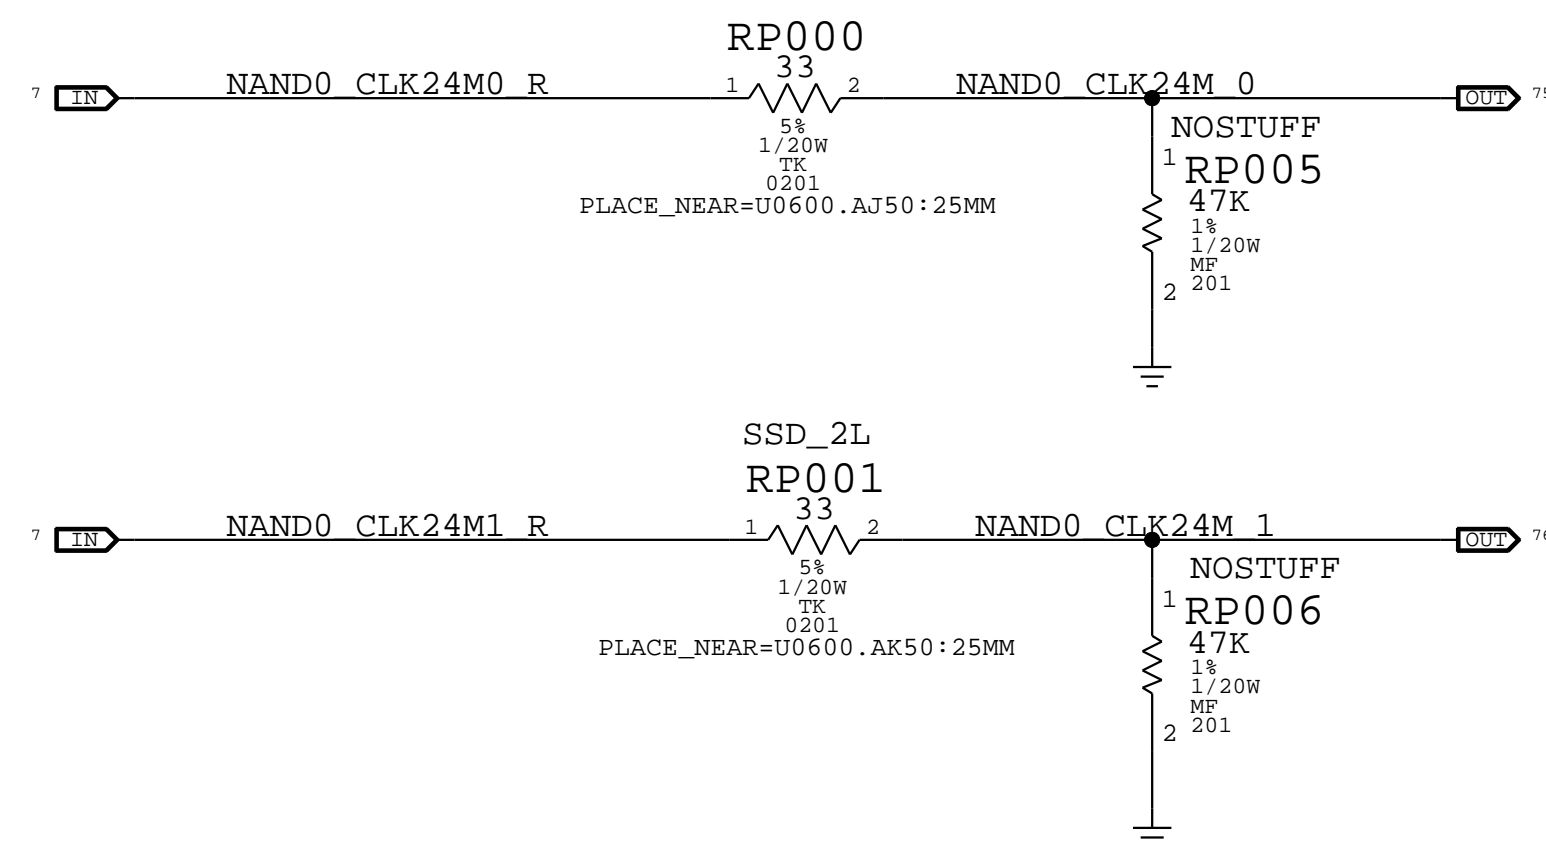 RP000
33
7 IN NAND0_CLK24M0_R 1 2 NAND0_CLK24M_0 OUT
5%
1/20W
TK
0201
PLACE_NEAR=U0600.AJ50:25MM
NOSTUFF
1 RP005
47K
1%
1/20W
MF
2 201
SSD_2L
RP001
33
7 IN NAND0_CLK24M1_R 1 2 NAND0_CLK24M_1 OUT
5%
1/20W
TK
0201
PLACE_NEAR=U0600.AK50:25MM
NOSTUFF
1 RP006
47K
1%
1/20W
MF
2 201